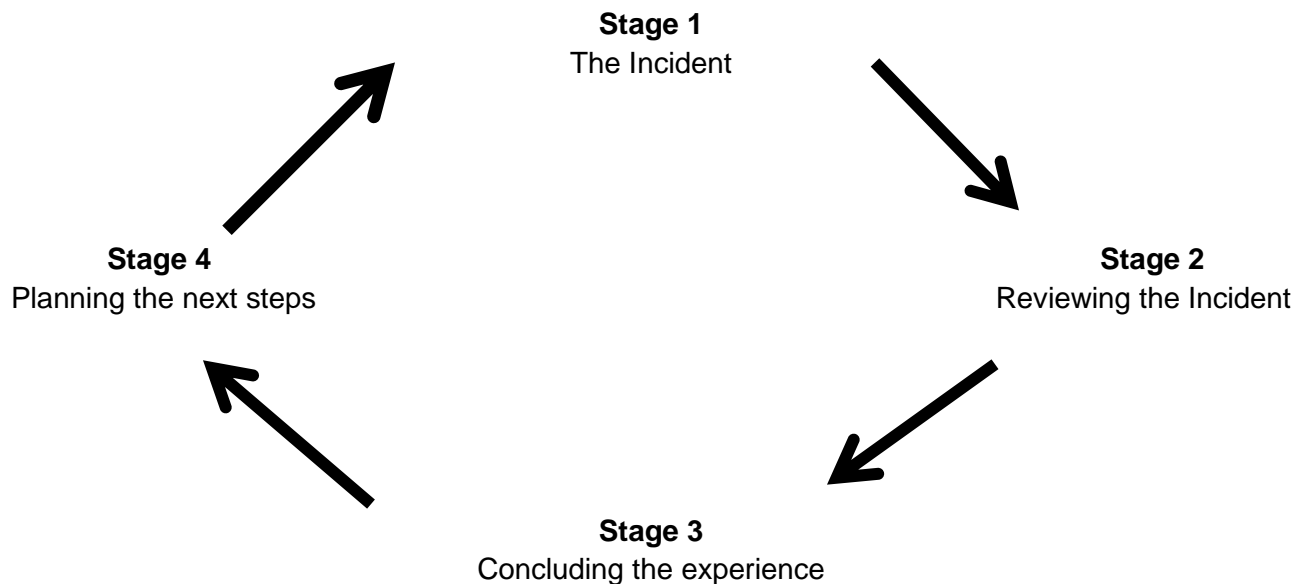 Stage 1
The Incident
Stage 2
Reviewing the Incident
Stage 3
Concluding the experience
Stage 4
Planning the next steps